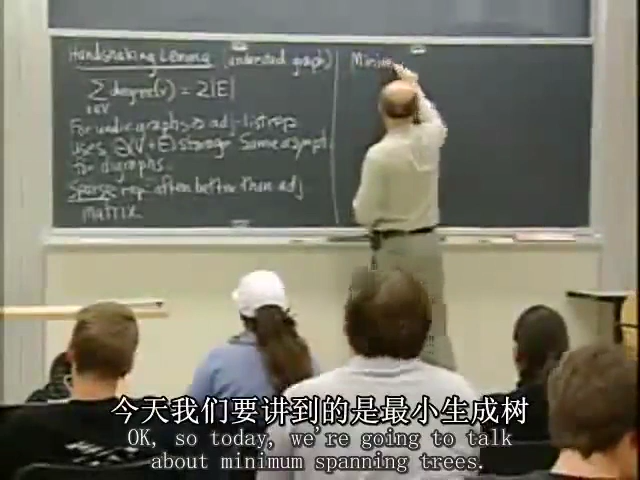 Handshaking Lemma (undirected graph)
∑ degree(v) = 2|E|
v∈V
For undir. graphs ⇒ adj-list rep
uses Θ(V+E) storage Same asympt.
for digraphs.
Sparse rep. often better than adj
matrix
Minim
今天我们要讲到的是最小生成树
OK, so today, we're going to talk
about minimum spanning trees.